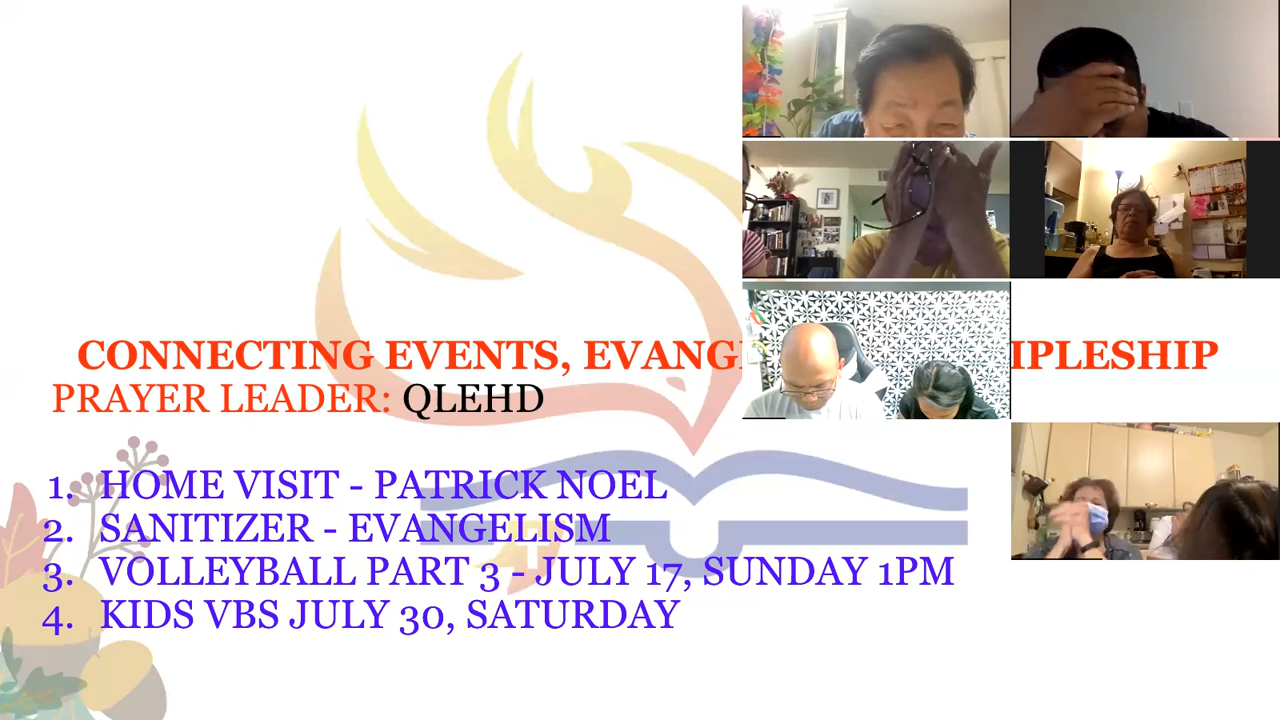 CONNECTING EVENTS, EVANG IPLESHIP
PRAYER LEADER: QLEHD
1. HOME VISIT - PATRICK NOEL
2. SANITIZER - EVANGELISM
3. VOLLEYBALL PART 3 - JULY 17, SUNDAY 1PM
4. KIDS VBS JULY 30, SATURDAY